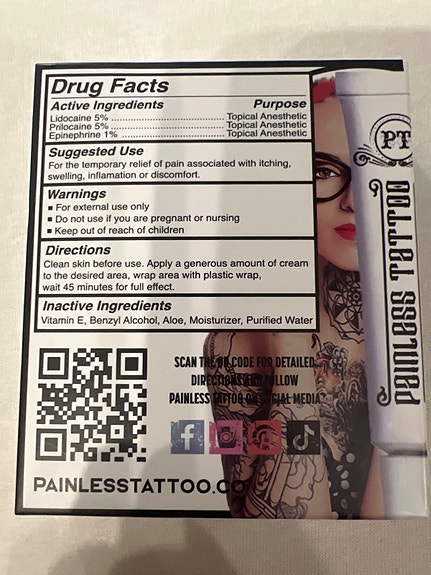 Drug Facts
Active Ingredients Purpose
Lidocaine 5% ........................................ Topical Anesthetic
Prilocaine 5% ........................................ Topical Anesthetic
Epinephrine 1% ..................................... Topical Anesthetic
Suggested Use
For the temporary relief of pain associated with itching,
swelling, inflamation or discomfort.
Warnings
■ For external use only
■ Do not use if you are pregnant or nursing
■ Keep out of reach of children
Directions
Clean skin before use. Apply a generous amount of cream
to the desired area, wrap area with plastic wrap,
wait 45 minutes for full effect.
Inactive Ingredients
Vitamin E, Benzyl Alcohol, Aloe, Moisturizer, Purified Water
SCAN THE QR CODE FOR DETAILED
DIRECTIONS AND FOLLOW
PAINLESS TATTOO ON SOCIAL MEDIA
PAINLESSTATTOO.CO
PT
PAINLESS TATTOO